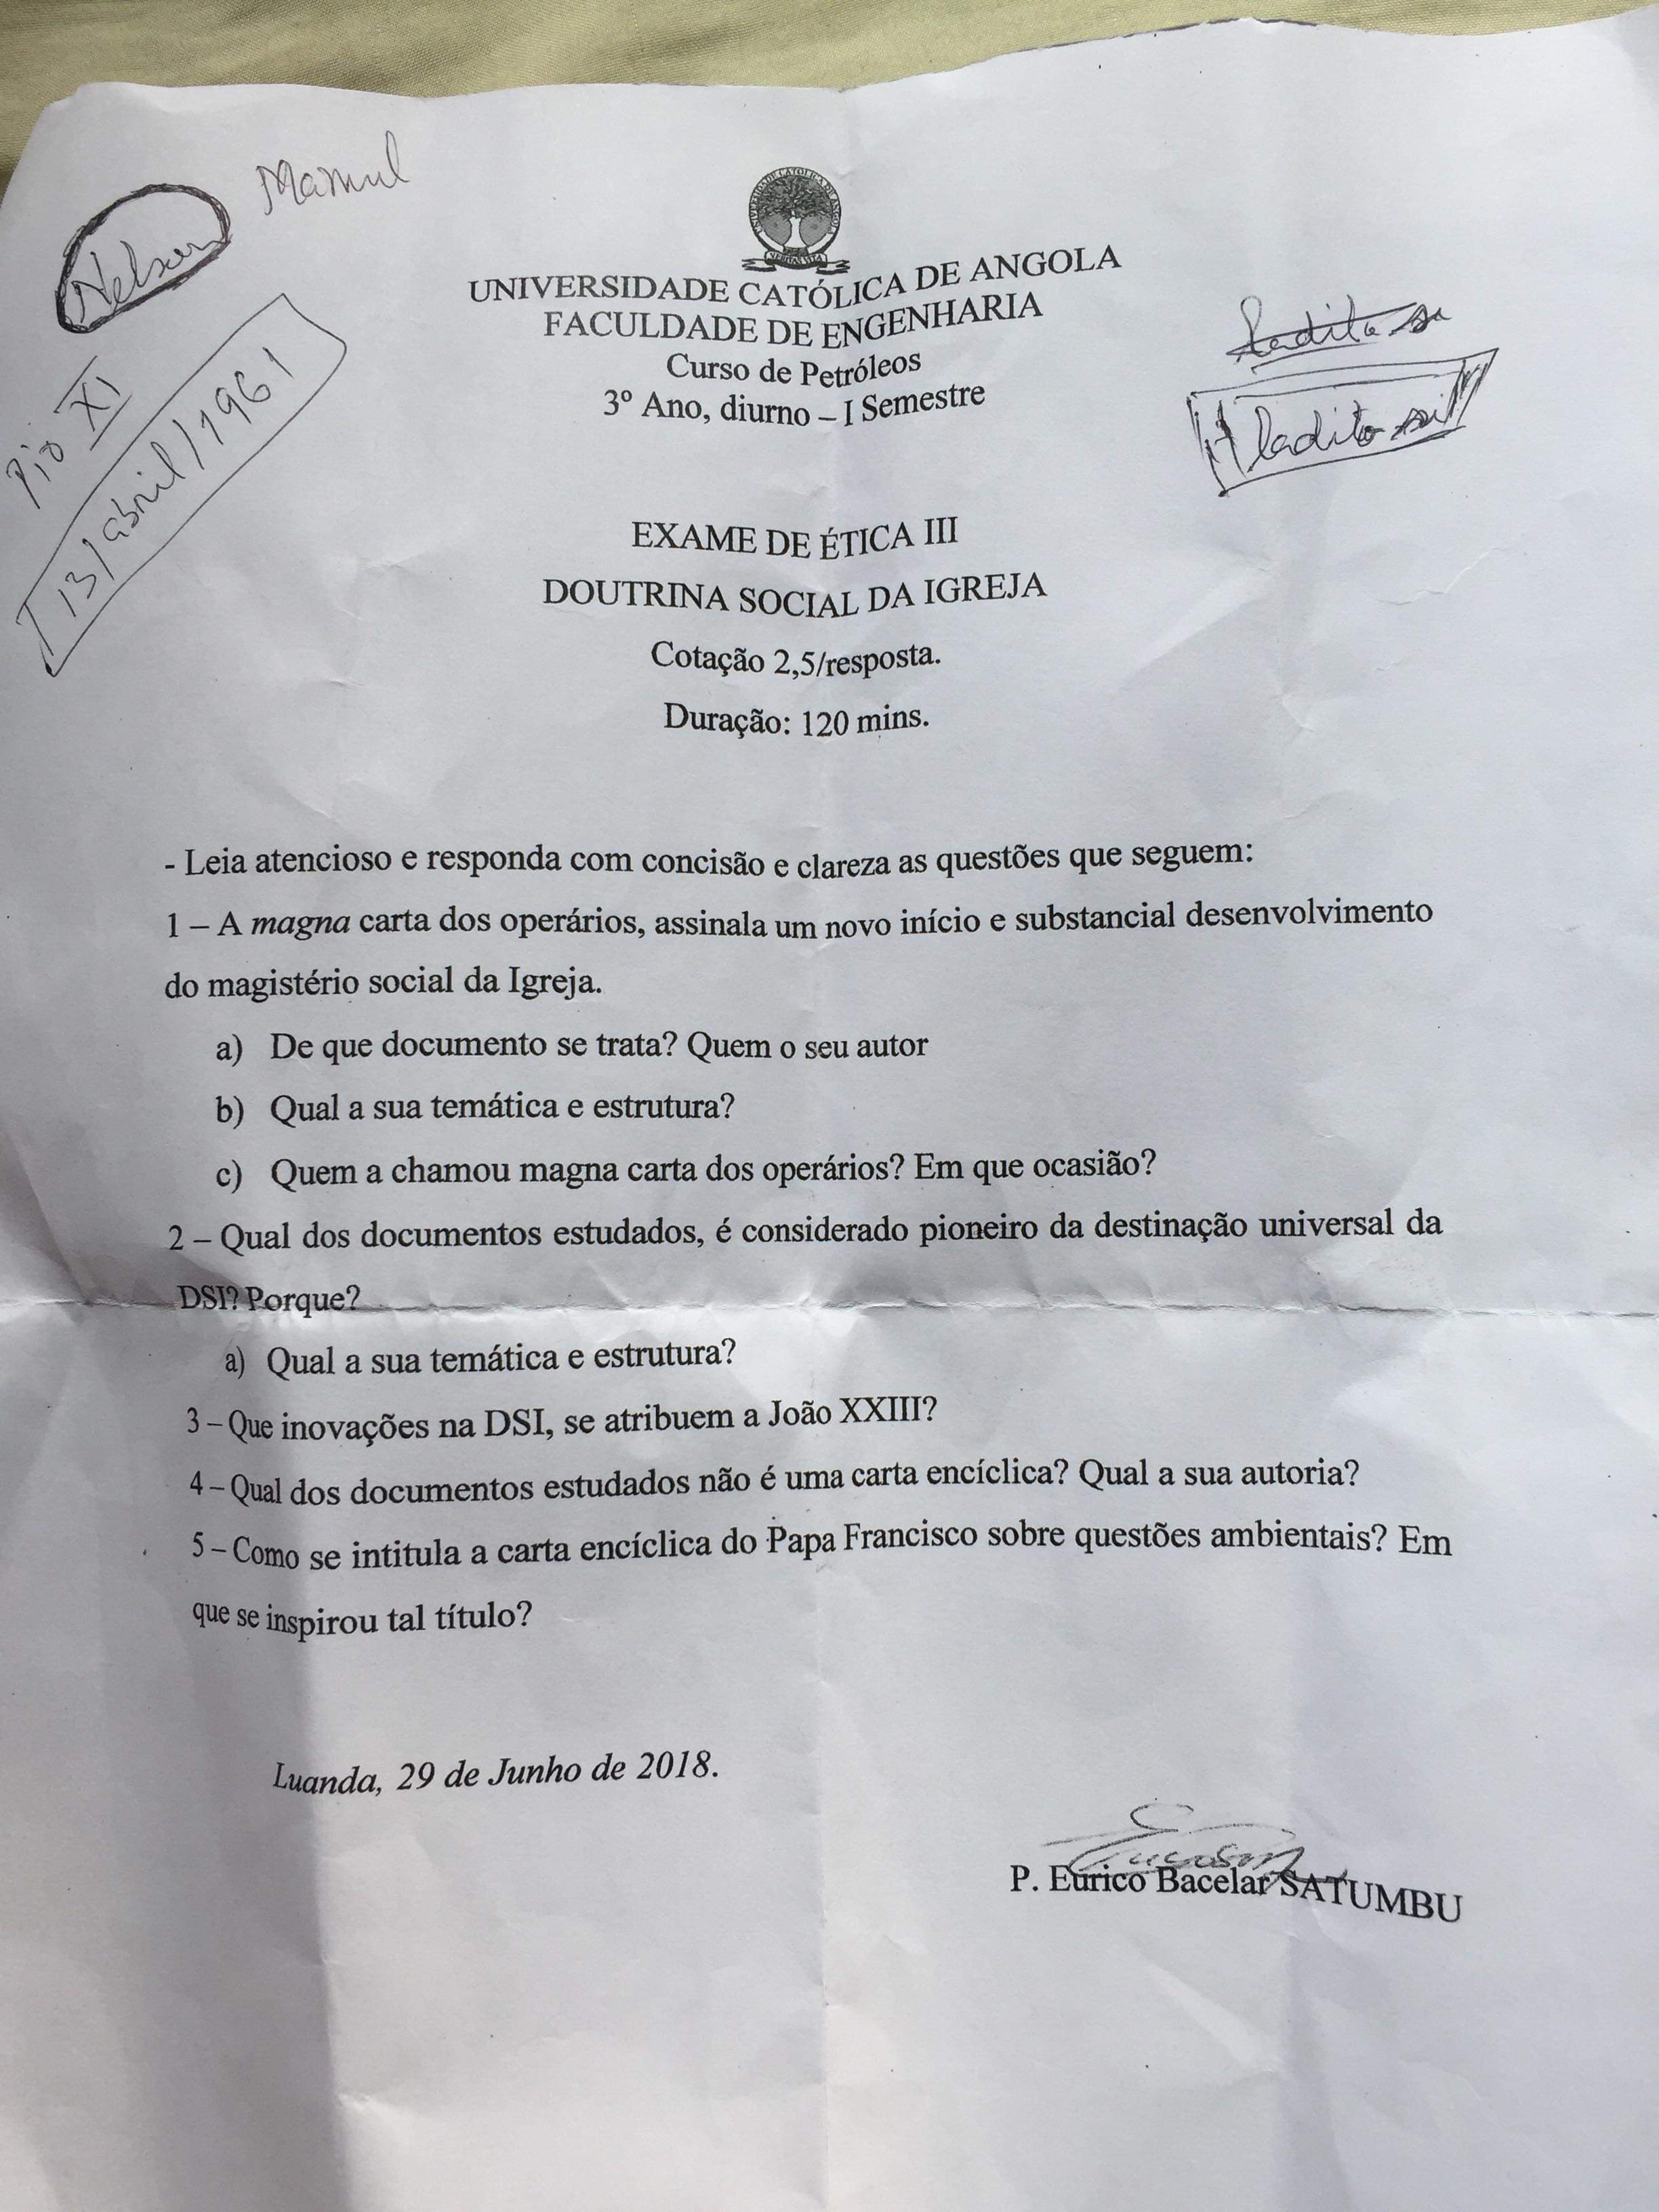 Manuel
Nelson
Pio XI
13/abril/1961
UNIVERSIDADE CATÓLICA DE ANGOLA
UNIVERSIDADE CATÓLICA DE ANGOLA
FACULDADE DE ENGENHARIA
Curso de Petróleos
3º Ano, diurno – I Semestre
ladito si
ladito si
EXAME DE ÉTICA III
DOUTRINA SOCIAL DA IGREJA
Cotação 2,5/resposta.
Duração: 120 mins.
- Leia atencioso e responda com concisão e clareza as questões que seguem:
1 – A magna carta dos operários, assinala um novo início e substancial desenvolvimento
do magistério social da Igreja.
a) De que documento se trata? Quem o seu autor
b) Qual a sua temática e estrutura?
c) Quem a chamou magna carta dos operários? Em que ocasião?
2 – Qual dos documentos estudados, é considerado pioneiro da destinação universal da
DSI? Porque?
a) Qual a sua temática e estrutura?
3 – Que inovações na DSI, se atribuem a João XXIII?
4 – Qual dos documentos estudados não é uma carta encíclica? Qual a sua autoria?
5 – Como se intitula a carta encíclica do Papa Francisco sobre questões ambientais? Em
que se inspirou tal título?
Luanda, 29 de Junho de 2018.
P. Eurico Bacelar SATUMBU